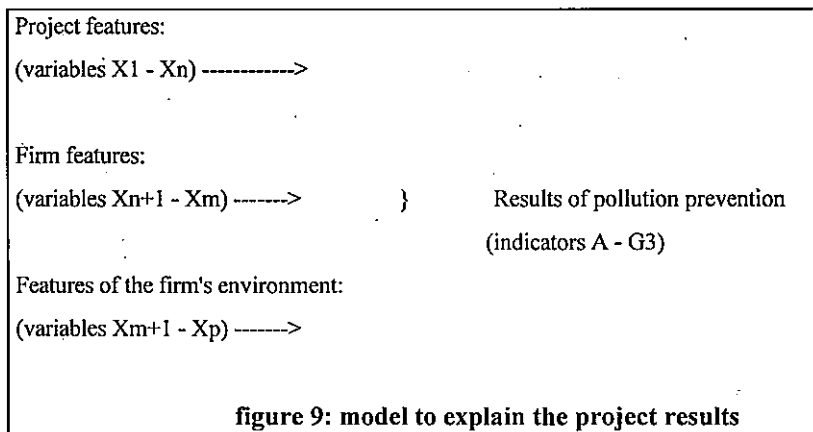 Project features:
(variables X1 - Xn) ------------>
Firm features:
(variables Xn+1 - Xm) -------> } Results of pollution prevention
(indicators A - G3)
Features of the firm's environment:
(variables Xm+1 - Xp) ------->
figure 9: model to explain the project results